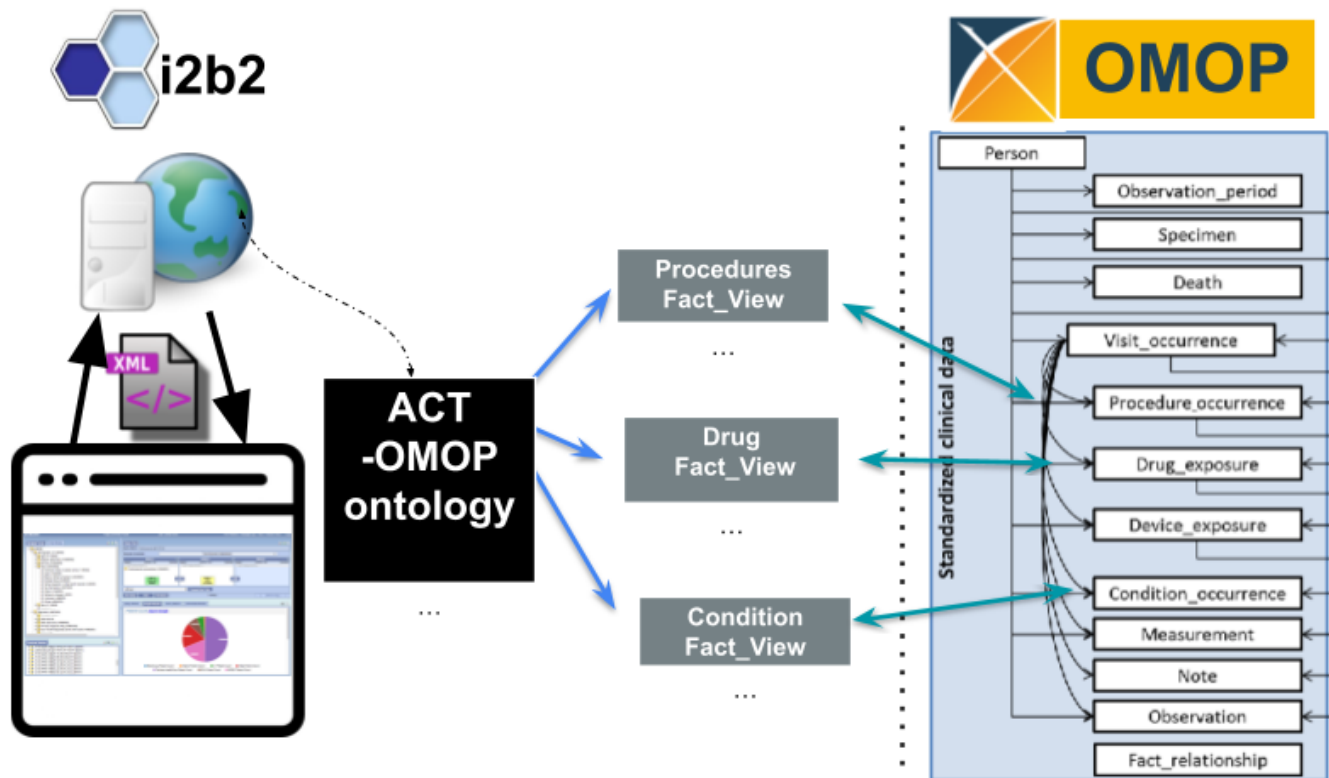 i2b2
XML
</>
ACT
-OMOP
ontology
...
Procedures
Fact_View
...
Drug
Fact_View
...
Condition
Fact_View
...
OMOP
Standardized clinical data
Person
Observation_period
Specimen
Death
Visit_occurrence
Procedure_occurrence
Drug_exposure
Device_exposure
Condition_occurrence
Measurement
Note
Observation
Fact_relationship